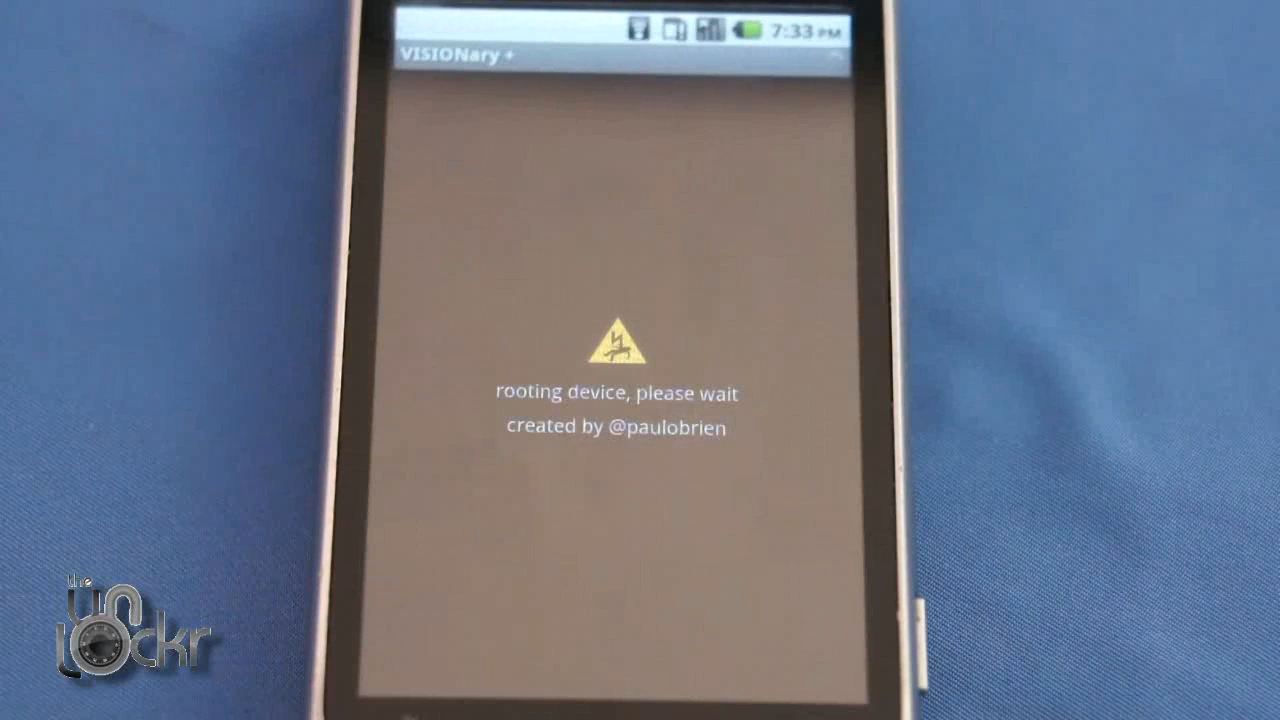 7:33 PM
VISIONary +
rooting device, please wait
created by @paulobrien
the
UnLockr